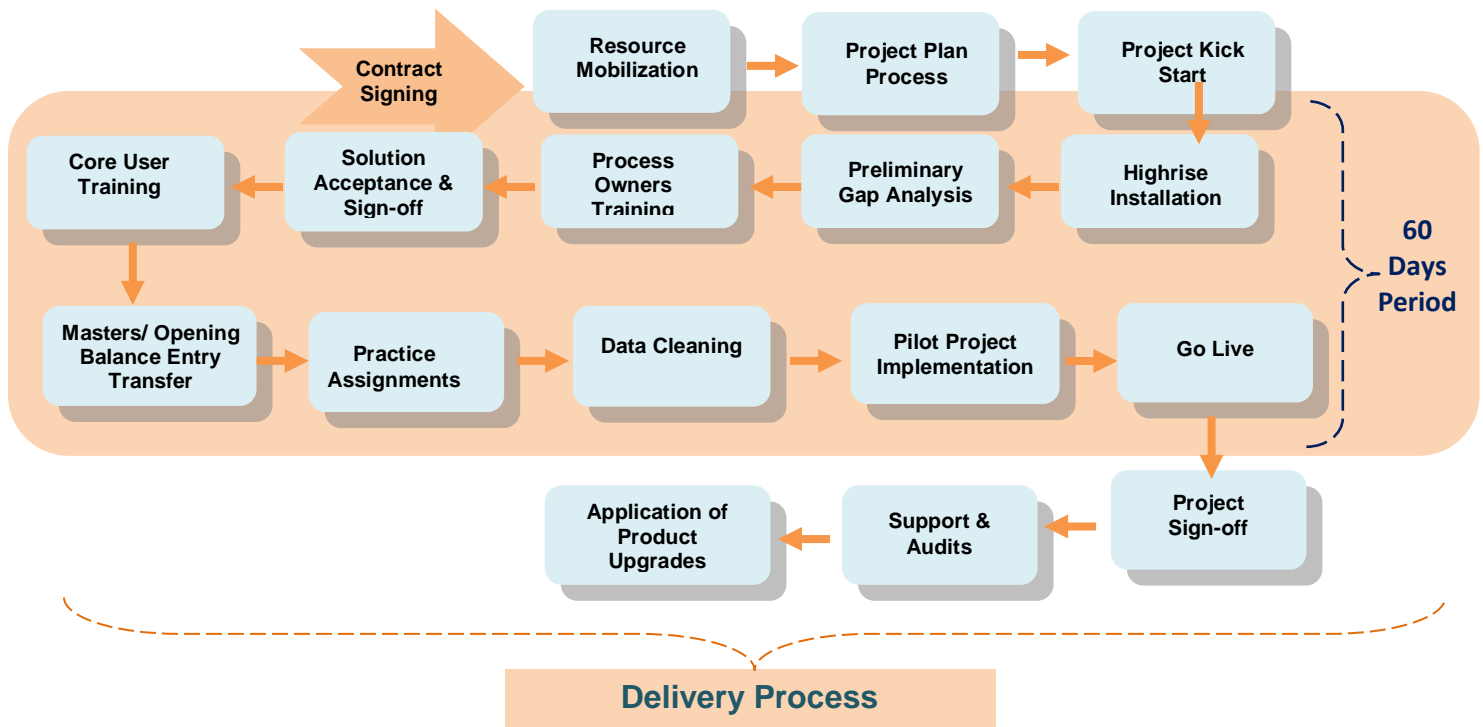 Contract
Signing
Resource
Mobilization
Project Plan
Process
Project Kick
Start
Highrise
Installation
Preliminary
Gap Analysis
Process
Owners
Training
Solution
Acceptance &
Sign-off
Core User
Training
60
Days
Period
Masters/ Opening
Balance Entry
Transfer
Practice
Assignments
Data Cleaning
Pilot Project
Implementation
Go Live
Project
Sign-off
Support &
Audits
Application of
Product
Upgrades
Delivery Process